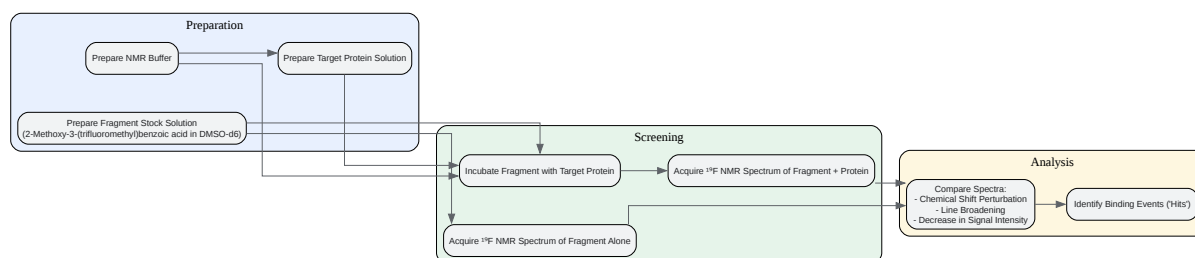 Preparation
Prepare NMR Buffer
Prepare Target Protein Solution
Prepare Fragment Stock Solution
(2-Methoxy-3-(trifluoromethyl)benzoic acid in DMSO-d6)
Screening
Incubate Fragment with Target Protein
Acquire ¹⁹F NMR Spectrum of Fragment + Protein
Acquire ¹⁹F NMR Spectrum of Fragment Alone
Analysis
Compare Spectra:
- Chemical Shift Perturbation
- Line Broadening
- Decrease in Signal Intensity
Identify Binding Events ('Hits')